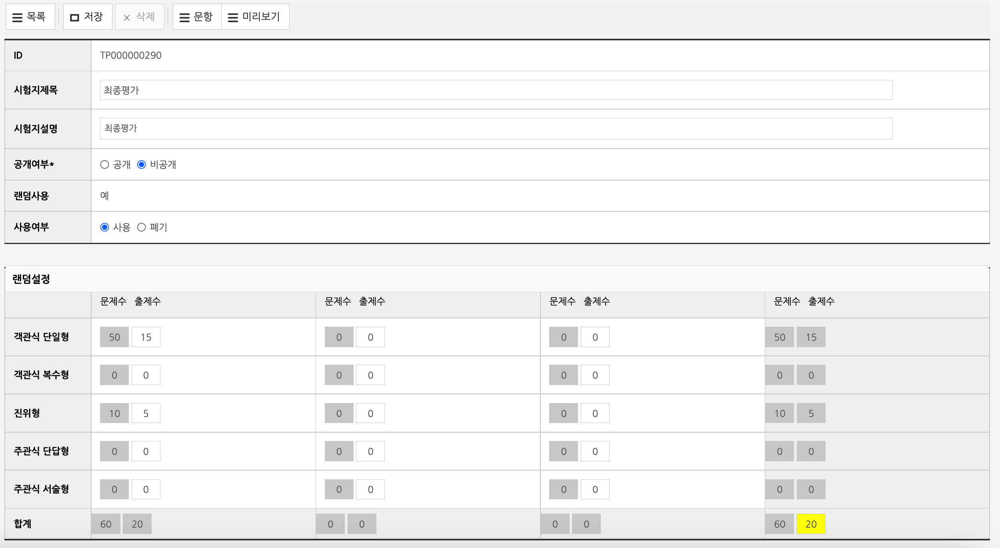 목록 저장 삭제 문항 미리보기
ID TP000000290
시험지제목 최종평가
시험지설명 최종평가
공개여부* 공개 비공개
랜덤사용 예
사용여부 사용 폐기
랜덤설정
문제수 출제수 문제수 출제수 문제수 출제수 문제수 출제수
객관식 단일형 50 15 0 0 0 0 50 15
객관식 복수형 0 0 0 0 0 0 0 0
진위형 10 5 0 0 0 0 10 5
주관식 단답형 0 0 0 0 0 0 0 0
주관식 서술형 0 0 0 0 0 0 0 0
합계 60 20 0 0 0 0 60 20